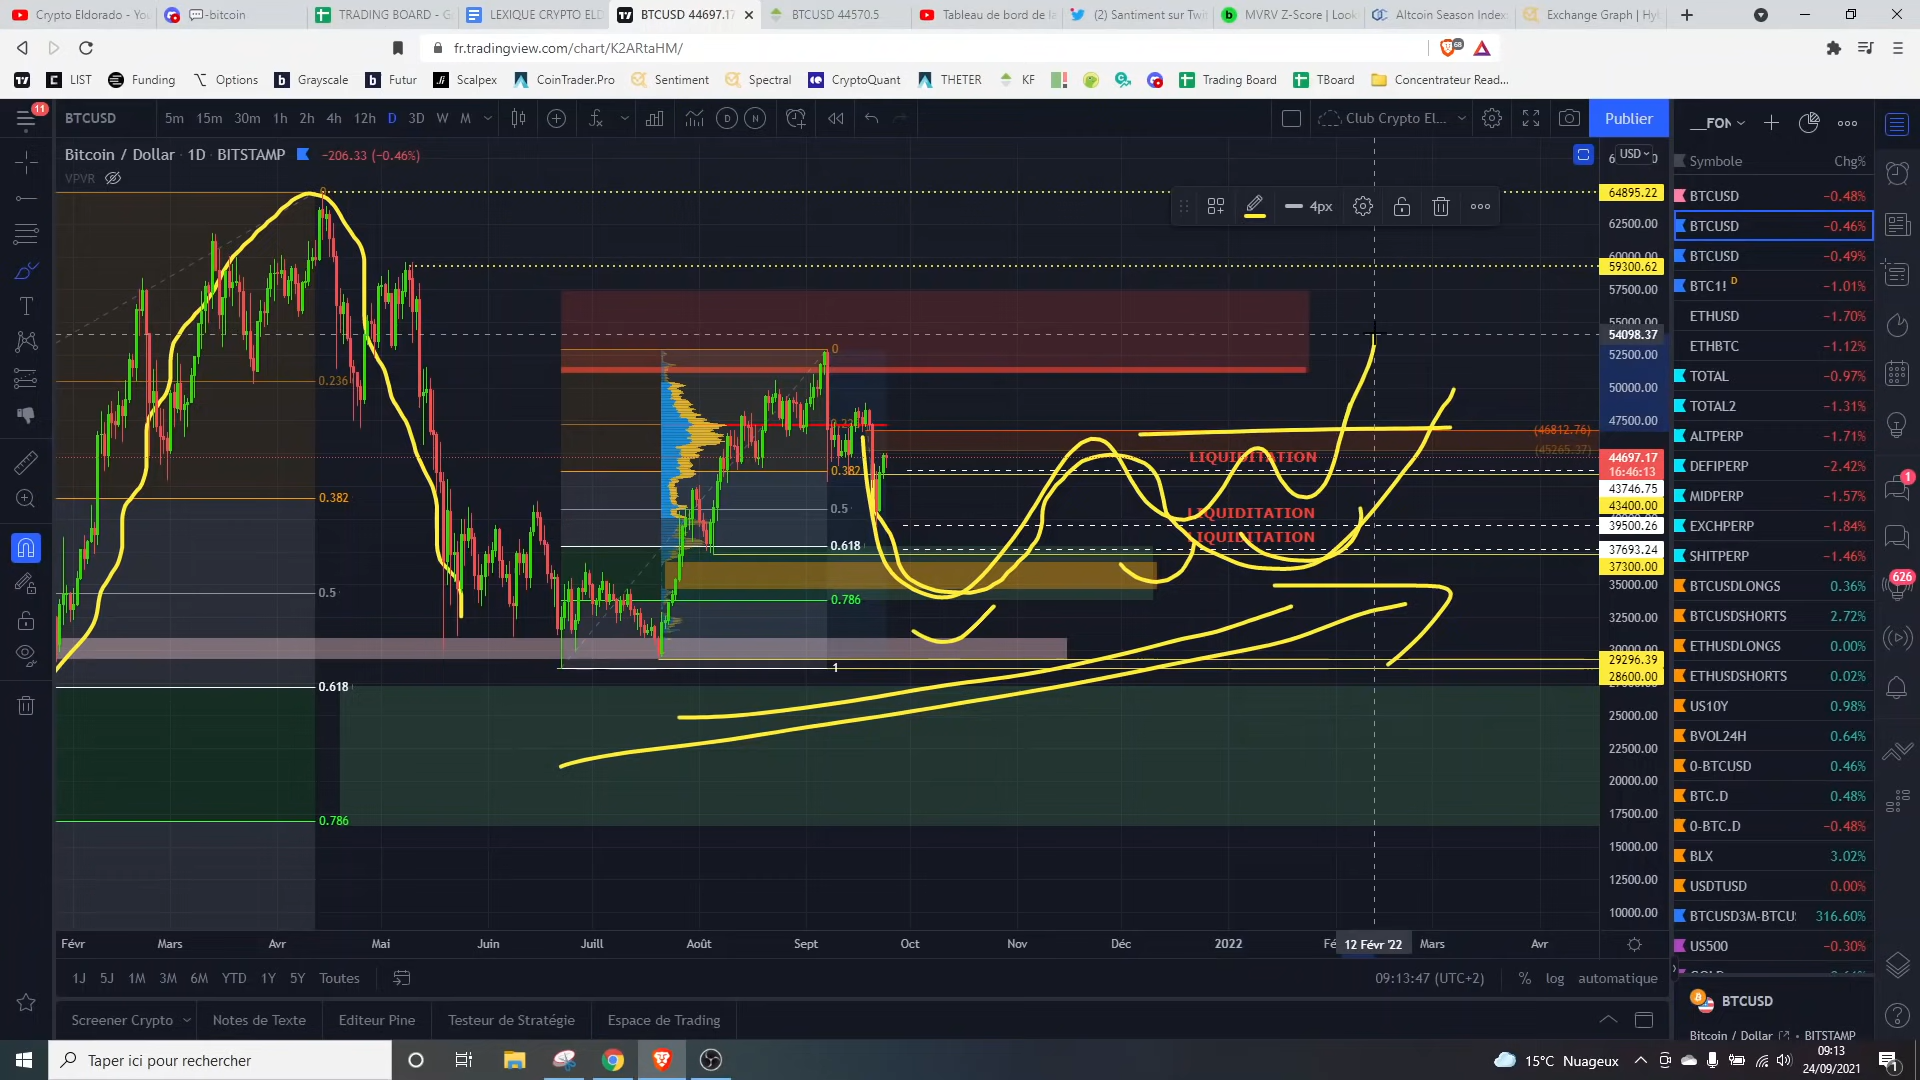 Crypto Eldorado - Yo
-bitcoin
TRADING BOARD - G
LEXIQUE CRYPTO ELD
BTCUSD 44697.17
BTCUSD 44570.5
Tableau de bord de la
(2) Santiment sur Twi
MVRV Z-Score | Look
Altcoin Season Index
Exchange Graph | Hy
fr.tradingview.com/chart/K2ARtaHM/
68
LIST
Funding
Options
Grayscale
Futur
Scalpex
CoinTrader.Pro
Sentiment
Spectral
CryptoQuant
THETER
KF
Trading Board
TBoard
Concentrateur Read...
11
BTCUSD
5m
15m
30m
1h
2h
4h
12h
D
3D
W
M
Club Crypto El...
Publier
Bitcoin / Dollar · 1D · BITSTAMP
−206.33 (−0.46%)
VPVR
4px
USD
64895.22
62500.00
59300.62
57500.00
55000.00
54098.37
52500.00
50000.00
47500.00
(46812.76)
(45265.37)
44697.17
16:46:13
43746.75
43400.00
39500.26
37693.24
37300.00
35000.00
32500.00
29296.39
28600.00
25000.00
22500.00
20000.00
17500.00
15000.00
12500.00
10000.00
0
0.236
0.382
0.5
0.618
0.786
0
0.382
0.5
0.618
0.786
1
LIQUIDITATION
LIQUIDITATION
LIQUIDITATION
Févr
Mars
Avr
Mai
Juin
Juill
Août
Sept
Oct
Nov
Déc
2022
12 Févr '22
Mars
Avr
1J
5J
1M
3M
6M
YTD
1Y
5Y
Toutes
09:13:47 (UTC+2)
%
log
automatique
Screener Crypto
Notes de Texte
Editeur Pine
Testeur de Stratégie
Espace de Trading
Symbole Chg%
BTCUSD −0.48%
BTCUSD −0.46%
BTCUSD −0.49%
BTC1! D −1.01%
ETHUSD −1.70%
ETHBTC −1.12%
TOTAL −0.97%
TOTAL2 −1.31%
ALTPERP −1.71%
DEFIPERP −2.42%
MIDPERP −1.57%
EXCHPERP −1.84%
SHITPERP −1.46%
BTCUSDLONGS 0.36%
BTCUSDSHORTS 2.72%
ETHUSDLONGS 0.00%
ETHUSDSHORTS 0.02%
US10Y 0.98%
BVOL24H 0.64%
0-BTCUSD 0.46%
BTC.D 0.48%
0-BTC.D −0.48%
BLX 3.02%
USDTUSD 0.00%
BTCUSD3M-BTCU 316.60%
US500 −0.30%
BTCUSD
Bitcoin / Dollar · BITSTAMP
1
626
Taper ici pour rechercher
15°C Nuageux
09:13
24/09/2021
1